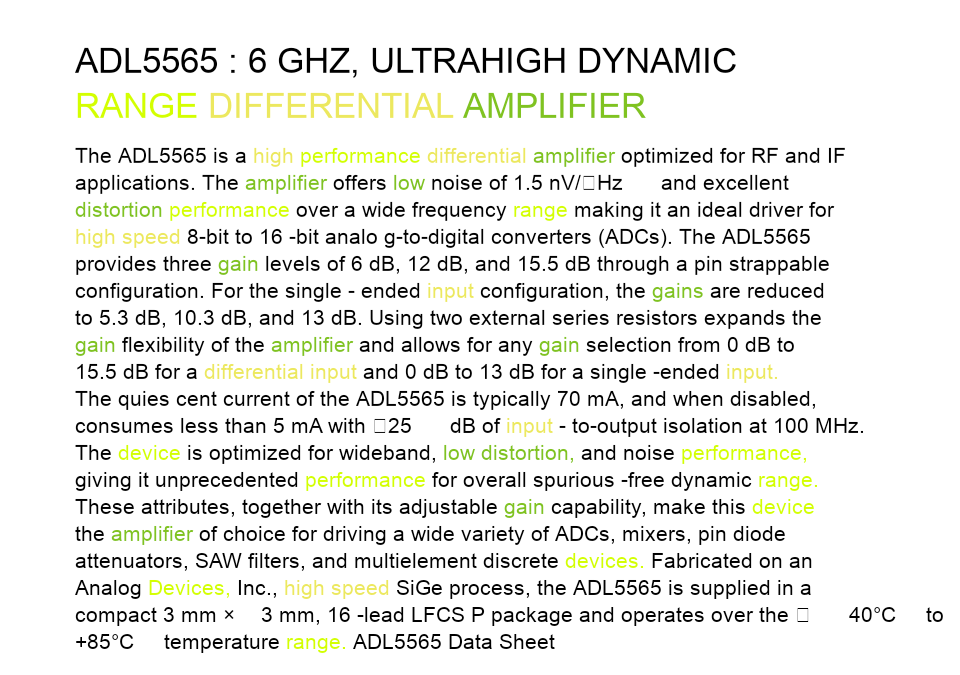 ADL5565 : 6 GHZ, ULTRAHIGH DYNAMIC
RANGE DIFFERENTIAL AMPLIFIER
The ADL5565 is a high performance differential amplifier optimized for RF and IF
applications. The amplifier offers low noise of 1.5 nV/□Hz and excellent
distortion performance over a wide frequency range making it an ideal driver for
high speed 8-bit to 16 -bit analo g-to-digital converters (ADCs). The ADL5565
provides three gain levels of 6 dB, 12 dB, and 15.5 dB through a pin strappable
configuration. For the single - ended input configuration, the gains are reduced
to 5.3 dB, 10.3 dB, and 13 dB. Using two external series resistors expands the
gain flexibility of the amplifier and allows for any gain selection from 0 dB to
15.5 dB for a differential input and 0 dB to 13 dB for a single -ended input.
The quies cent current of the ADL5565 is typically 70 mA, and when disabled,
consumes less than 5 mA with □25 dB of input - to-output isolation at 100 MHz.
The device is optimized for wideband, low distortion, and noise performance,
giving it unprecedented performance for overall spurious -free dynamic range.
These attributes, together with its adjustable gain capability, make this device
the amplifier of choice for driving a wide variety of ADCs, mixers, pin diode
attenuators, SAW filters, and multielement discrete devices. Fabricated on an
Analog Devices, Inc., high speed SiGe process, the ADL5565 is supplied in a
compact 3 mm × 3 mm, 16 -lead LFCS P package and operates over the □ 40°C to
+85°C temperature range. ADL5565 Data Sheet